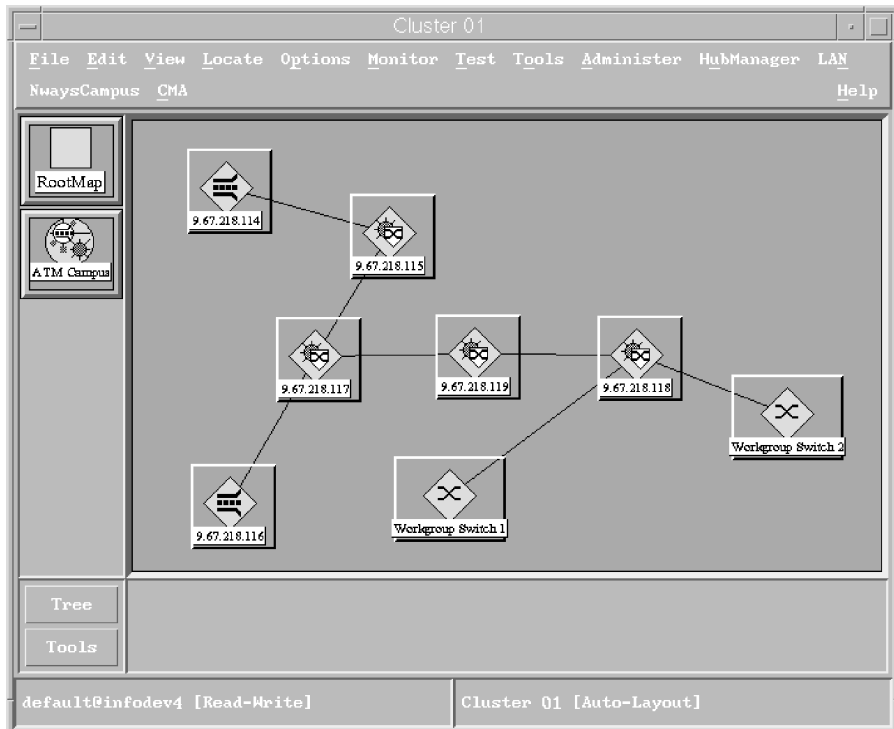 Cluster 01
File Edit View Locate Options Monitor Test Tools Administer HubManager LAN
NwaysCampus CMA Help
RootMap
ATM Campus
9.67.218.114
9.67.218.115
9.67.218.117
9.67.218.119
9.67.218.118
Workgroup Switch 2
Workgroup Switch 1
9.67.218.116
Tree
Tools
default@infodev4 [Read-Write]
Cluster 01 [Auto-Layout]